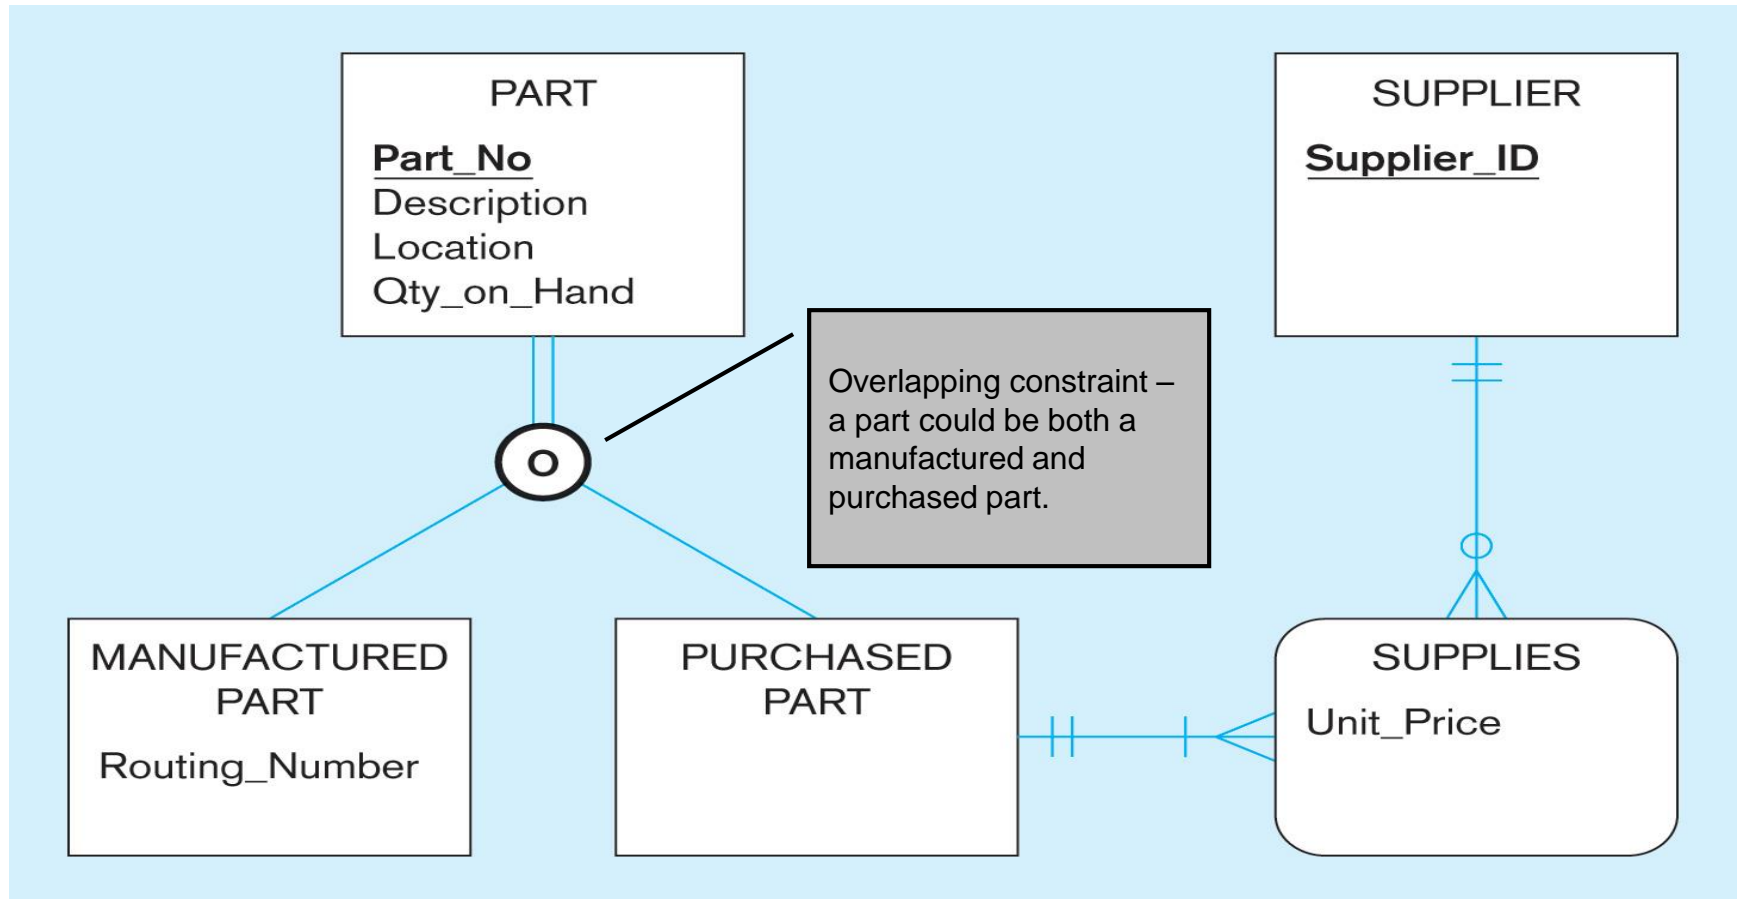 PART
Part_No
Description
Location
Qty_on_Hand
SUPPLIER
Supplier_ID
Overlapping constraint –
a part could be both a
manufactured and
purchased part.
O
MANUFACTURED
PART
Routing_Number
PURCHASED
PART
SUPPLIES
Unit_Price